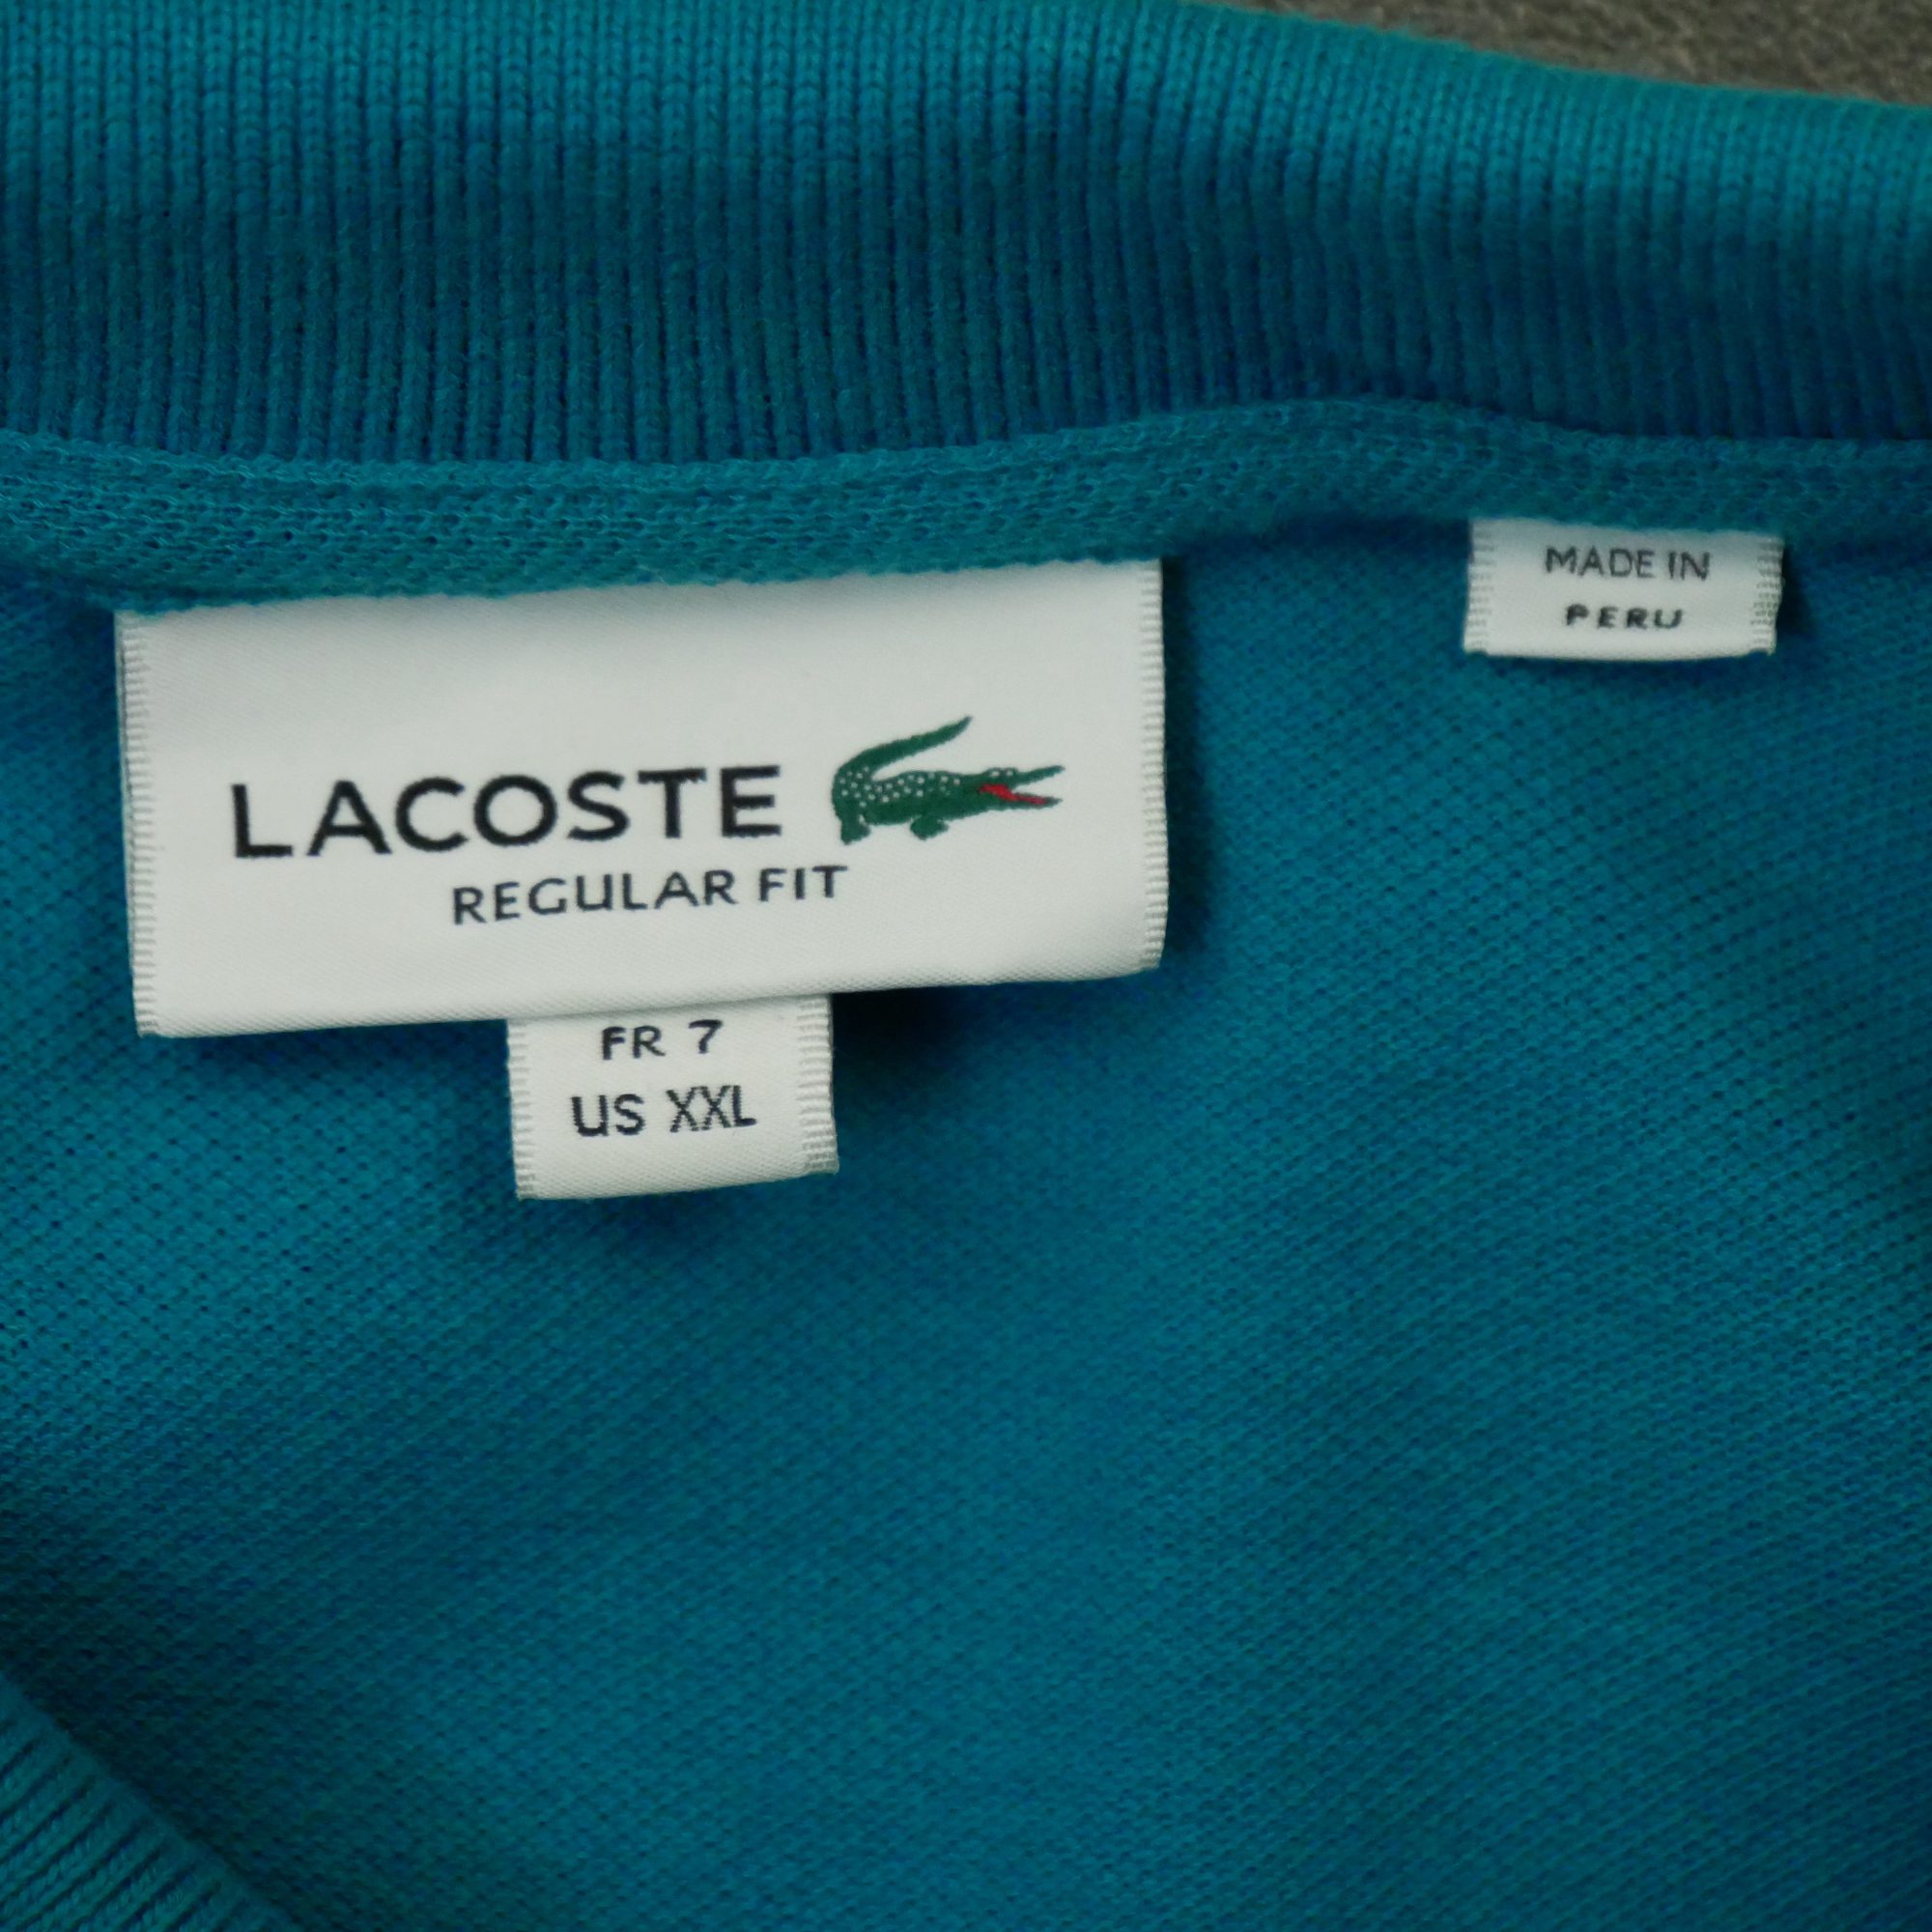 LACOSTE
REGULAR FIT
FR 7
US XXL
MADE IN
PERU